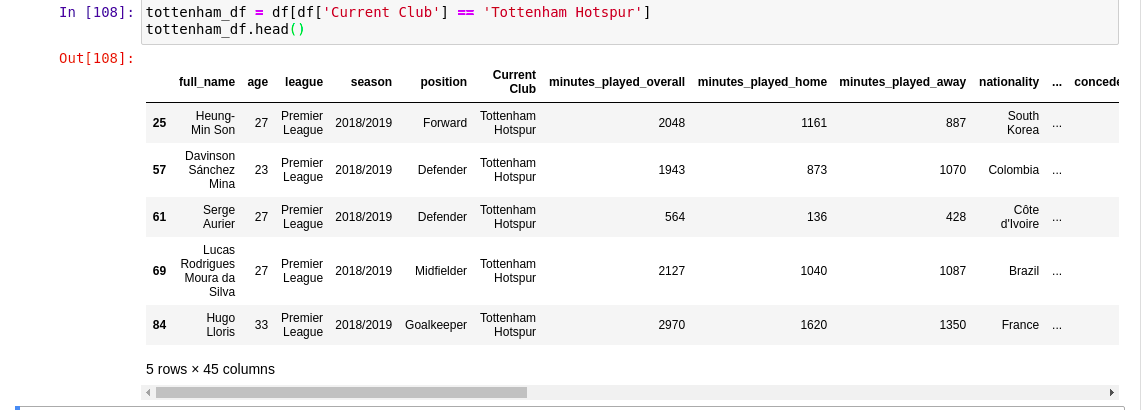 In [108]: tottenham_df = df[df['Current Club'] == 'Tottenham Hotspur']
tottenham_df.head()
Out[108]:
full_name age league season position Current Club minutes_played_overall minutes_played_home minutes_played_away nationality ... concede
25 Heung-Min Son 27 Premier League 2018/2019 Forward Tottenham Hotspur 2048 1161 887 South Korea ...
57 Davinson Sánchez Mina 23 Premier League 2018/2019 Defender Tottenham Hotspur 1943 873 1070 Colombia ...
61 Serge Aurier 27 Premier League 2018/2019 Defender Tottenham Hotspur 564 136 428 Côte d'Ivoire ...
69 Lucas Rodrigues Moura da Silva 27 Premier League 2018/2019 Midfielder Tottenham Hotspur 2127 1040 1087 Brazil ...
84 Hugo Lloris 33 Premier League 2018/2019 Goalkeeper Tottenham Hotspur 2970 1620 1350 France ...
5 rows × 45 columns